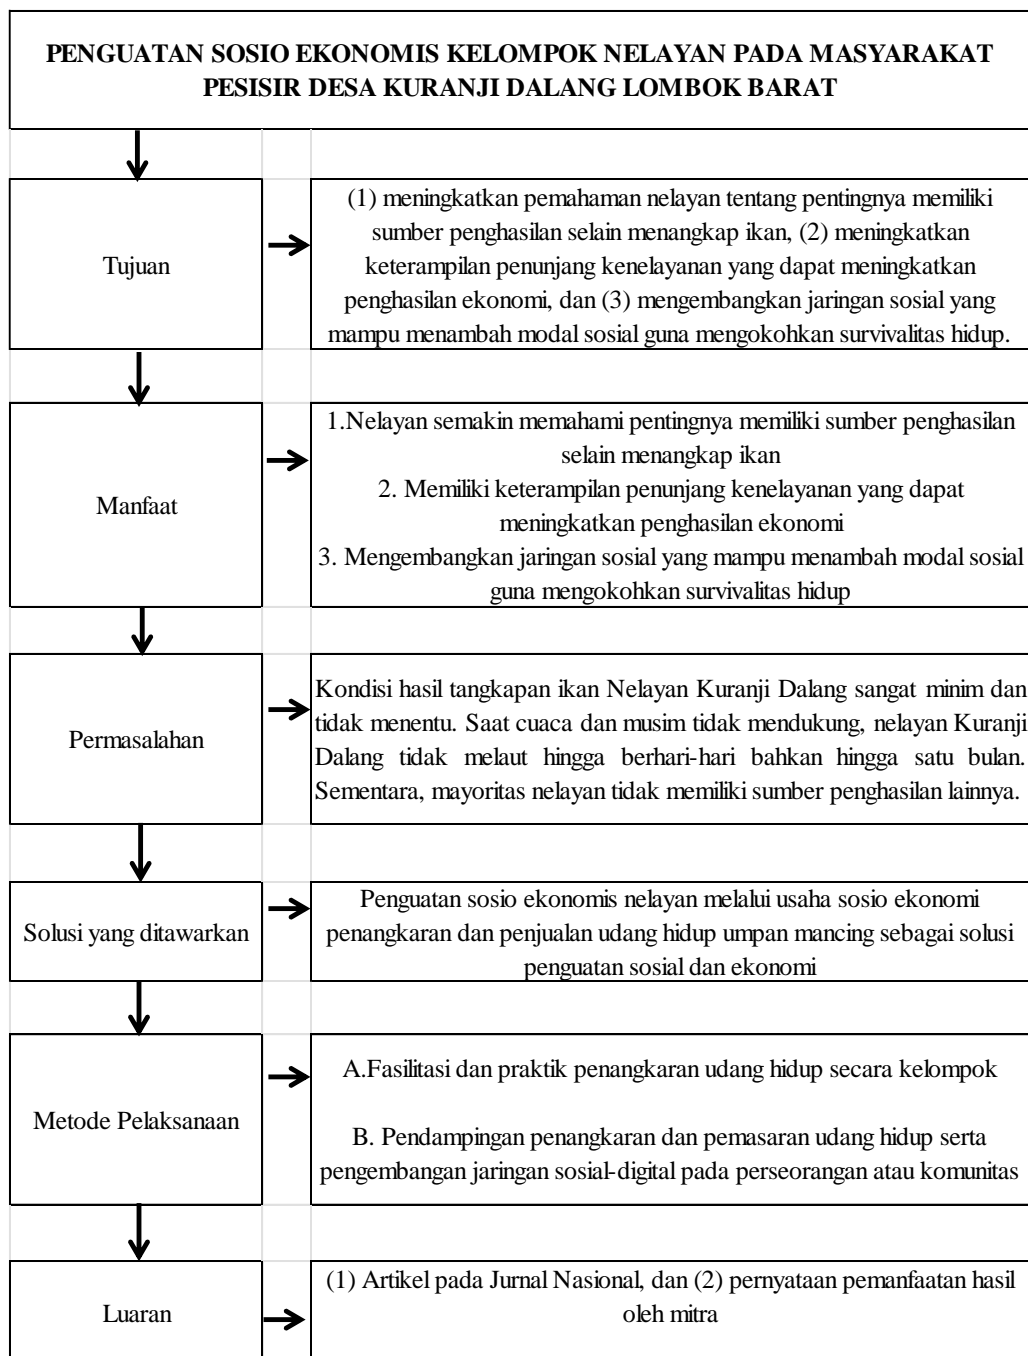 PENGUATAN SOSIO EKONOMIS KELOMPOK NELAYAN PADA MASYARAKAT
PESISIR DESA KURANJI DALANG LOMBOK BARAT
Tujuan
(1) meningkatkan pemahaman nelayan tentang pentingnya memiliki
sumber penghasilan selain menangkap ikan, (2) meningkatkan
keterampilan penunjang kenelayanan yang dapat meningkatkan
penghasilan ekonomi, dan (3) mengembangkan jaringan sosial yang
mampu menambah modal sosial guna mengokohkan survivalitas hidup.
Manfaat
1.Nelayan semakin memahami pentingnya memiliki sumber penghasilan
selain menangkap ikan
2. Memiliki keterampilan penunjang kenelayanan yang dapat
meningkatkan penghasilan ekonomi
3. Mengembangkan jaringan sosial yang mampu menambah modal sosial
guna mengokohkan survivalitas hidup
Permasalahan
Kondisi hasil tangkapan ikan Nelayan Kuranji Dalang sangat minim dan
tidak menentu. Saat cuaca dan musim tidak mendukung, nelayan Kuranji
Dalang tidak melaut hingga berhari-hari bahkan hingga satu bulan.
Sementara, mayoritas nelayan tidak memiliki sumber penghasilan lainnya.
Solusi yang ditawarkan
Penguatan sosio ekonomis nelayan melalui usaha sosio ekonomi
penangkaran dan penjualan udang hidup umpan mancing sebagai solusi
penguatan sosial dan ekonomi
Metode Pelaksanaan
A.Fasilitasi dan praktik penangkaran udang hidup secara kelompok
B. Pendampingan penangkaran dan pemasaran udang hidup serta
pengembangan jaringan sosial-digital pada perseorangan atau komunitas
Luaran
(1) Artikel pada Jurnal Nasional, dan (2) pernyataan pemanfaatan hasil
oleh mitra